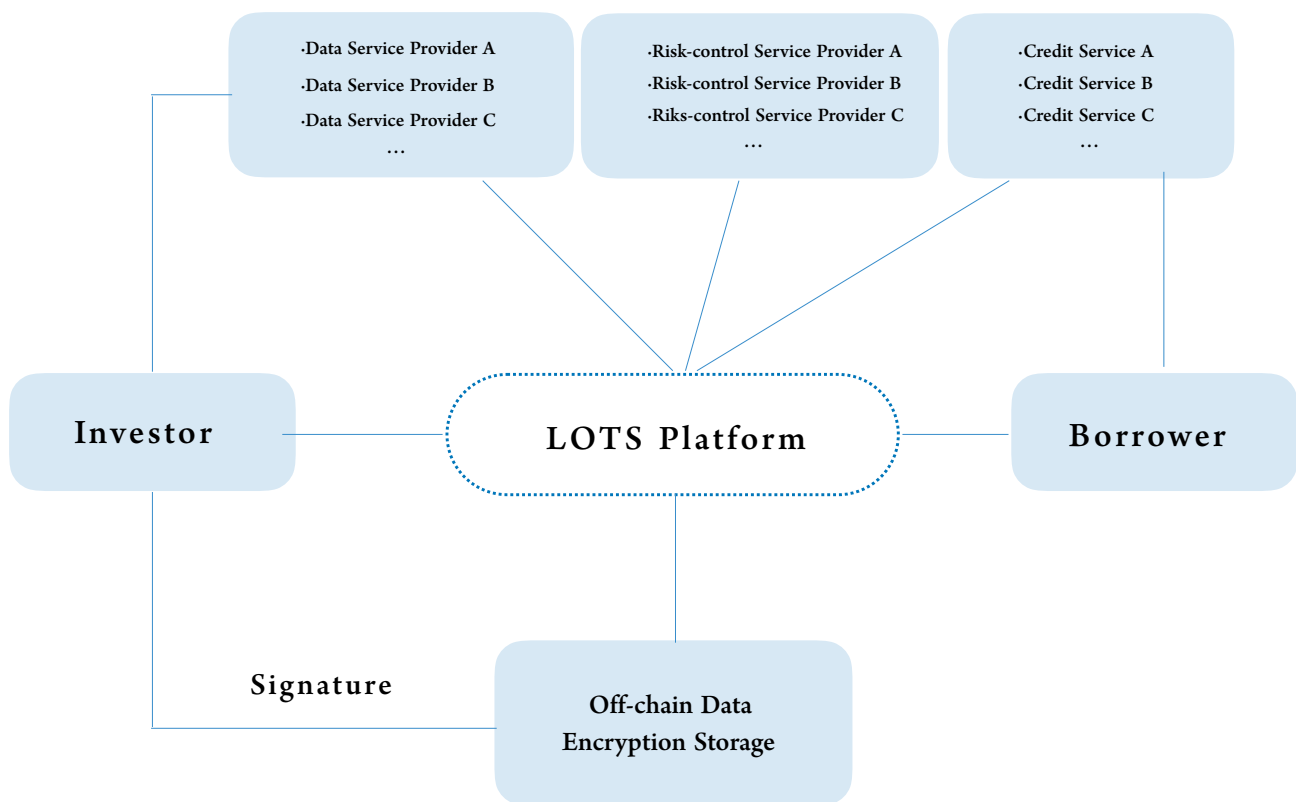 ·Data Service Provider A
·Data Service Provider B
·Data Service Provider C
...
·Risk-control Service Provider A
·Risk-control Service Provider B
·Riks-control Service Provider C
...
·Credit Service A
·Credit Service B
·Credit Service C
...
Investor
LOTS Platform
Borrower
Signature
Off-chain Data
Encryption Storage